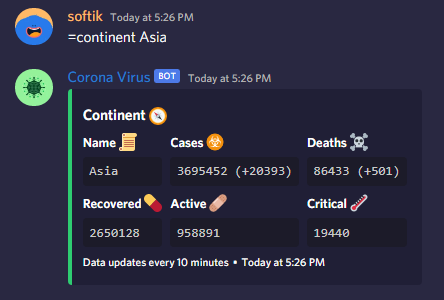 softik Today at 5:26 PM
=continent Asia
Corona Virus BOT Today at 5:26 PM
Continent
Name Cases Deaths
Asia 3695452 (+20393) 86433 (+501)
Recovered Active Critical
2650128 958891 19440
Data updates every 10 minutes • Today at 5:26 PM